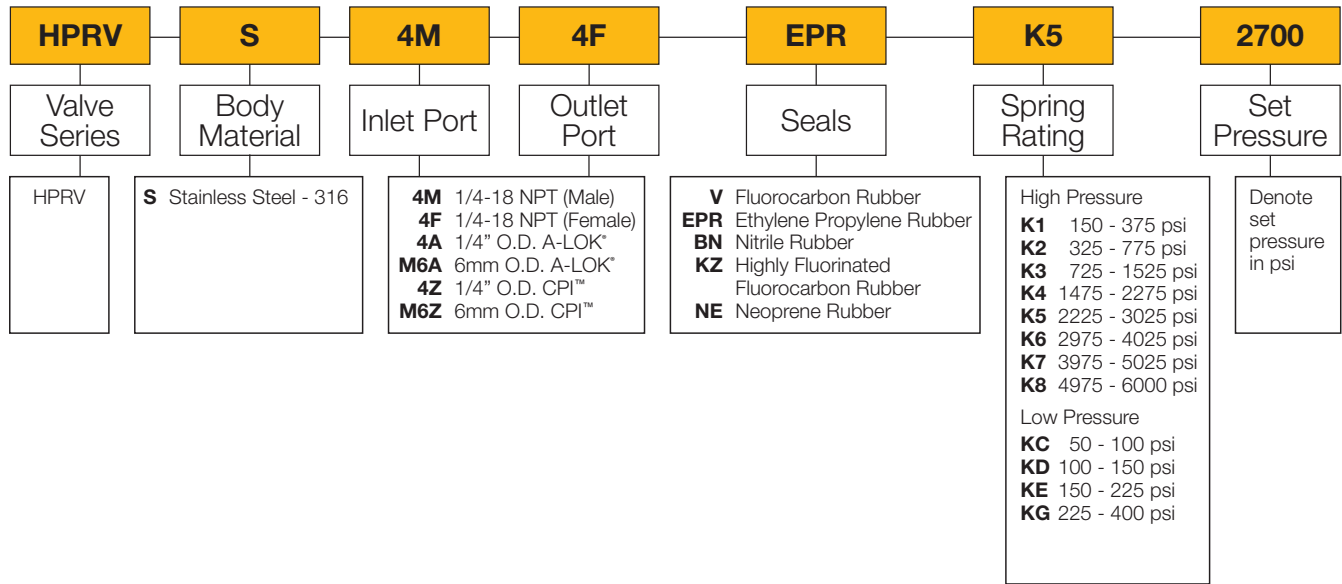 HPRV S 4M 4F EPR K5 2700
Valve
Series
Body
Material
Inlet Port
Outlet
Port
Seals
Spring
Rating
Set
Pressure
HPRV
S Stainless Steel - 316
4M 1/4-18 NPT (Male)
4F 1/4-18 NPT (Female)
4A 1/4” O.D. A-LOK®
M6A 6mm O.D. A-LOK®
4Z 1/4” O.D. CPI™
M6Z 6mm O.D. CPI™
V Fluorocarbon Rubber
EPR Ethylene Propylene Rubber
BN Nitrile Rubber
KZ Highly Fluorinated
Fluorocarbon Rubber
NE Neoprene Rubber
High Pressure
K1 150 - 375 psi
K2 325 - 775 psi
K3 725 - 1525 psi
K4 1475 - 2275 psi
K5 2225 - 3025 psi
K6 2975 - 4025 psi
K7 3975 - 5025 psi
K8 4975 - 6000 psi
Low Pressure
KC 50 - 100 psi
KD 100 - 150 psi
KE 150 - 225 psi
KG 225 - 400 psi
Denote
set
pressure
in psi